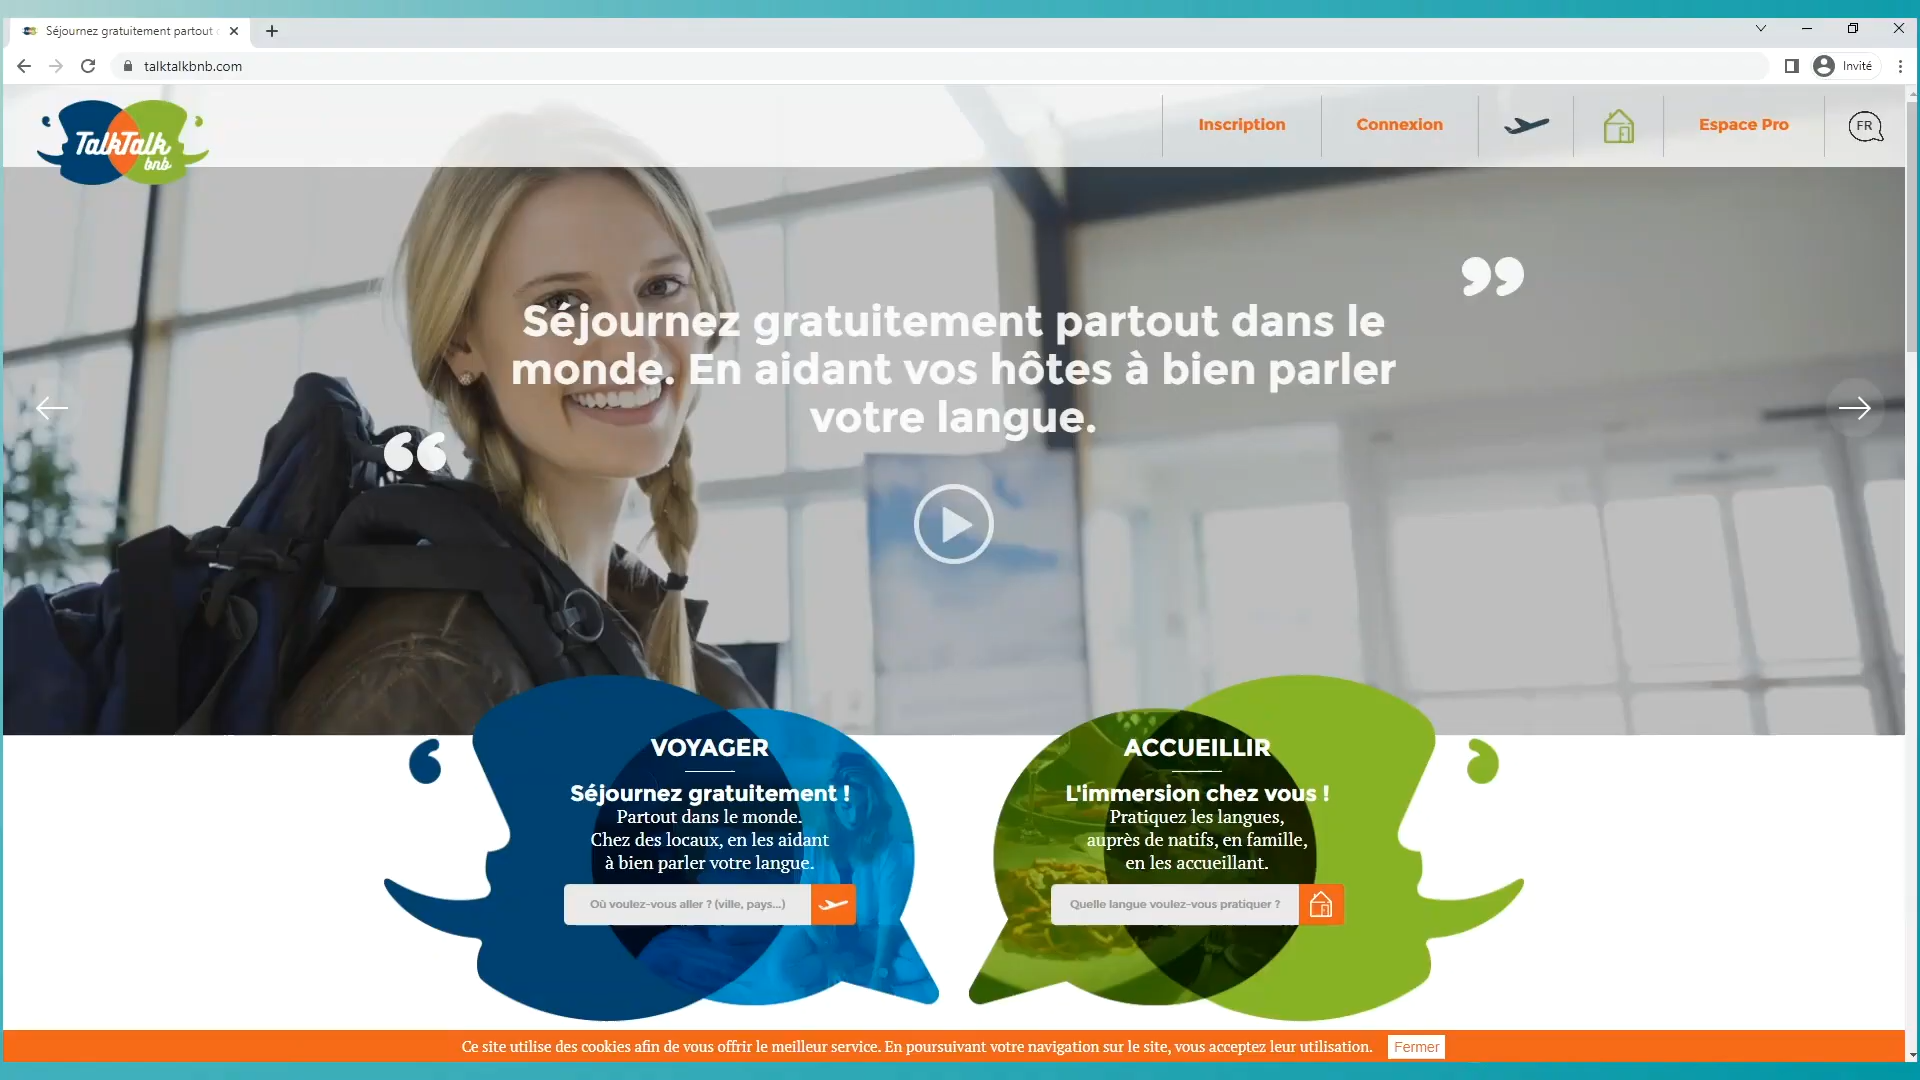 Séjournez gratuitement partout
talktalkbnb.com
Invité
TalkTalk
bnb
Inscription
Connexion
Espace Pro
FR
Séjournez gratuitement partout dans le
monde. En aidant vos hôtes à bien parler
votre langue.
VOYAGER
Séjournez gratuitement !
Partout dans le monde.
Chez des locaux, en les aidant
à bien parler votre langue.
Où voulez-vous aller ? (ville, pays...)
ACCUEILLIR
L'immersion chez vous !
Pratiquez les langues,
auprès de natifs, en famille,
en les accueillant.
Quelle langue voulez-vous pratiquer ?
Ce site utilise des cookies afin de vous offrir le meilleur service. En poursuivant votre navigation sur le site, vous acceptez leur utilisation.
Fermer